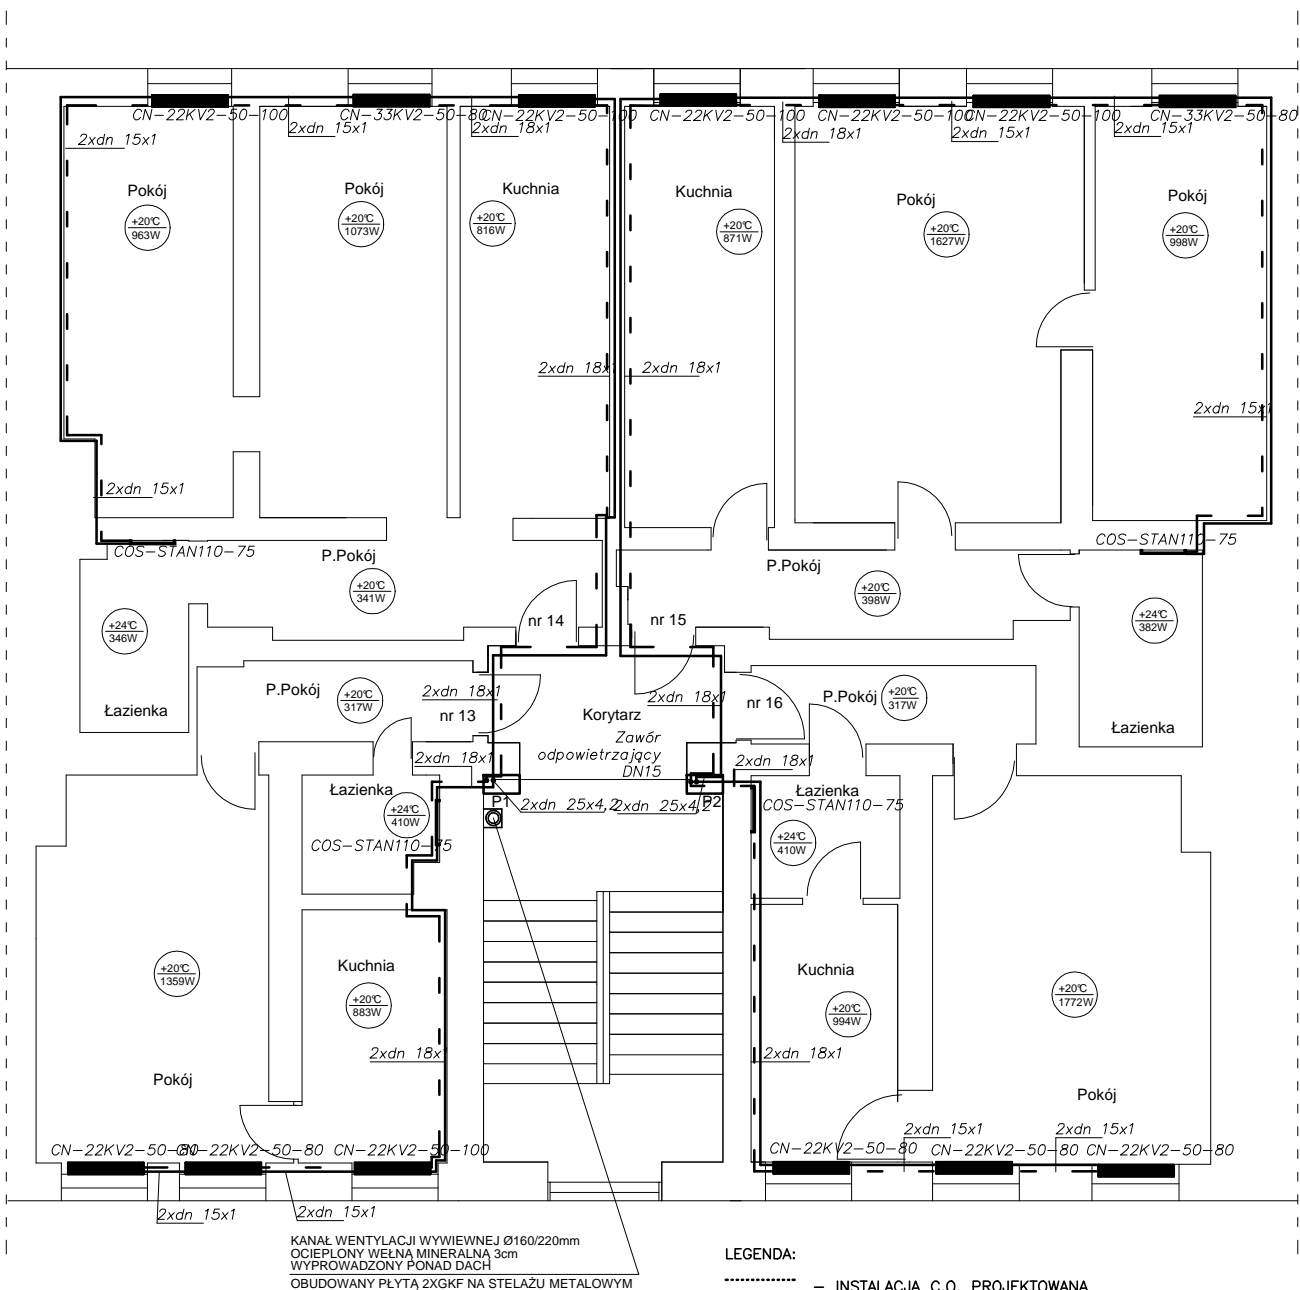 CN-22KV2-50-100
CN-33KV2-50-80
CN-22KV2-50-100
CN-22KV2-50-100
CN-22KV2-50-100
CN-22KV2-50-100
CN-33KV2-50-80
2xdn 15x1
2xdn 15x1
2xdn 18x1
2xdn 18x1
2xdn 15x1
2xdn 15x1
Pokój
+20°C
963W
Pokój
+20°C
1073W
Kuchnia
+20°C
816W
Kuchnia
+20°C
871W
Pokój
+20°C
1627W
Pokój
+20°C
998W
2xdn 18x1
2xdn 18x1
2xdn 15x1
2xdn 15x1
COS-STAN110-75
COS-STAN110-75
P.Pokój
+20°C
341W
P.Pokój
+20°C
398W
+24°C
346W
+24°C
382W
nr 14
nr 15
Łazienka
Łazienka
P.Pokój
+20°C
317W
2xdn 18x1
nr 13
Korytarz
2xdn 18x1
nr 16
P.Pokój
+20°C
317W
Zawór
odpowietrzający
DN15
2xdn 18x1
2xdn 18x1
Łazienka
+24°C
410W
COS-STAN110-75
P1
2xdn 25x4,2
2xdn 25x4,2
P2
Łazienka
COS-STAN110-75
+24°C
410W
+20°C
1359W
Kuchnia
+20°C
883W
Kuchnia
+20°C
994W
+20°C
1772W
2xdn 18x1
2xdn 18x1
Pokój
Pokój
2xdn 15x1
2xdn 15x1
CN-22KV2-50-80
CN-22KV2-50-80
CN-22KV2-50-100
CN-22KV2-50-80
CN-22KV2-50-80
CN-22KV2-50-80
2xdn 15x1
2xdn 15x1
KANAŁ WENTYLACJI WYWIEWNEJ Ø160/220mm
OCIEPLONY WEŁNĄ MINERALNĄ 3cm
WYPROWADZONY PONAD DACH
OBUDOWANY PŁYTĄ 2XGKF NA STELAŻU METALOWYM
LEGENDA:
– INSTALACJA C.O. PROJEKTOWANA